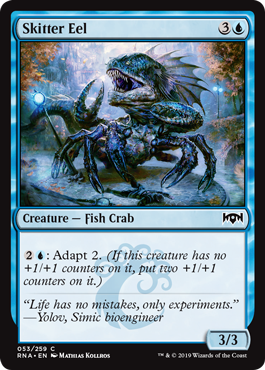 Skitter Eel 3
Creature — Fish Crab
2 : Adapt 2. (If this creature has no
+1/+1 counters on it, put two +1/+1
counters on it.)
"Life has no mistakes, only experiments."
—Yolov, Simic bioengineer
3/3
053/259 C
RNA • EN Mathias Kollros
™ & © 2019 Wizards of the Coast